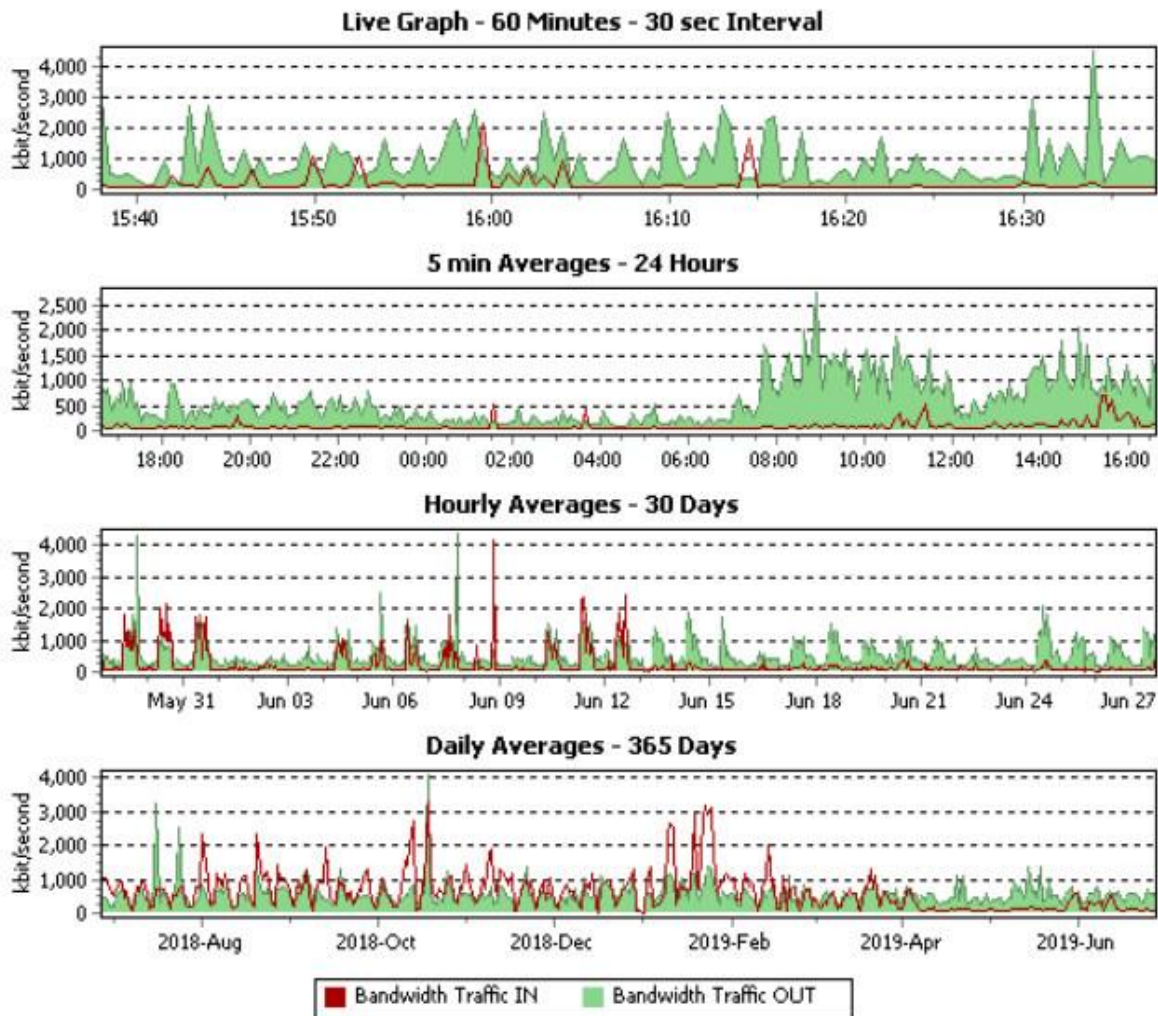 Live Graph - 60 Minutes - 30 sec Interval
kbit/second
4,000
3,000
2,000
1,000
0
15:40 15:50 16:00 16:10 16:20 16:30
5 min Averages - 24 Hours
kbit/second
2,500
2,000
1,500
1,000
500
0
18:00 20:00 22:00 00:00 02:00 04:00 06:00 08:00 10:00 12:00 14:00 16:00
Hourly Averages - 30 Days
kbit/second
4,000
3,000
2,000
1,000
0
May 31 Jun 03 Jun 06 Jun 09 Jun 12 Jun 15 Jun 18 Jun 21 Jun 24 Jun 27
Daily Averages - 365 Days
kbit/second
4,000
3,000
2,000
1,000
0
2018-Aug 2018-Oct 2018-Dec 2019-Feb 2019-Apr 2019-Jun
Bandwidth Traffic IN Bandwidth Traffic OUT